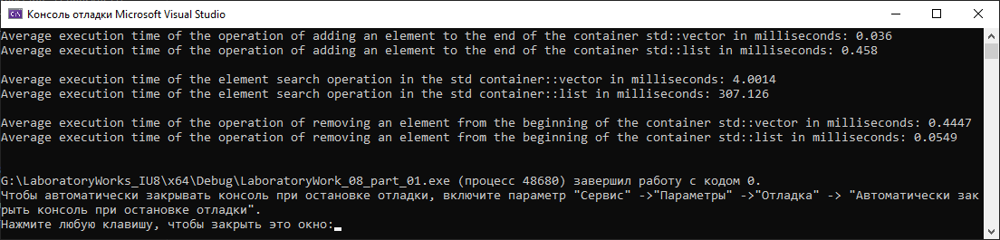 Консоль отладки Microsoft Visual Studio
Average execution time of the operation of adding an element to the end of the container std::vector in milliseconds: 0.036
Average execution time of the operation of adding an element to the end of the container std::list in milliseconds: 0.458
Average execution time of the element search operation in the std container::vector in milliseconds: 4.0014
Average execution time of the element search operation in the std container::list in milliseconds: 307.126
Average execution time of the operation of removing an element from the beginning of the container std::vector in milliseconds: 0.4447
Average execution time of the operation of removing an element from the beginning of the container std::list in milliseconds: 0.0549
G:\LaboratoryWorks_IU8\x64\Debug\LaboratoryWork_08_part_01.exe (процесс 48680) завершил работу с кодом 0.
Чтобы автоматически закрывать консоль при остановке отладки, включите параметр "Сервис" ->"Параметры" ->"Отладка" -> "Автоматически зак
рыть консоль при остановке отладки".
Нажмите любую клавишу, чтобы закрыть это окно: